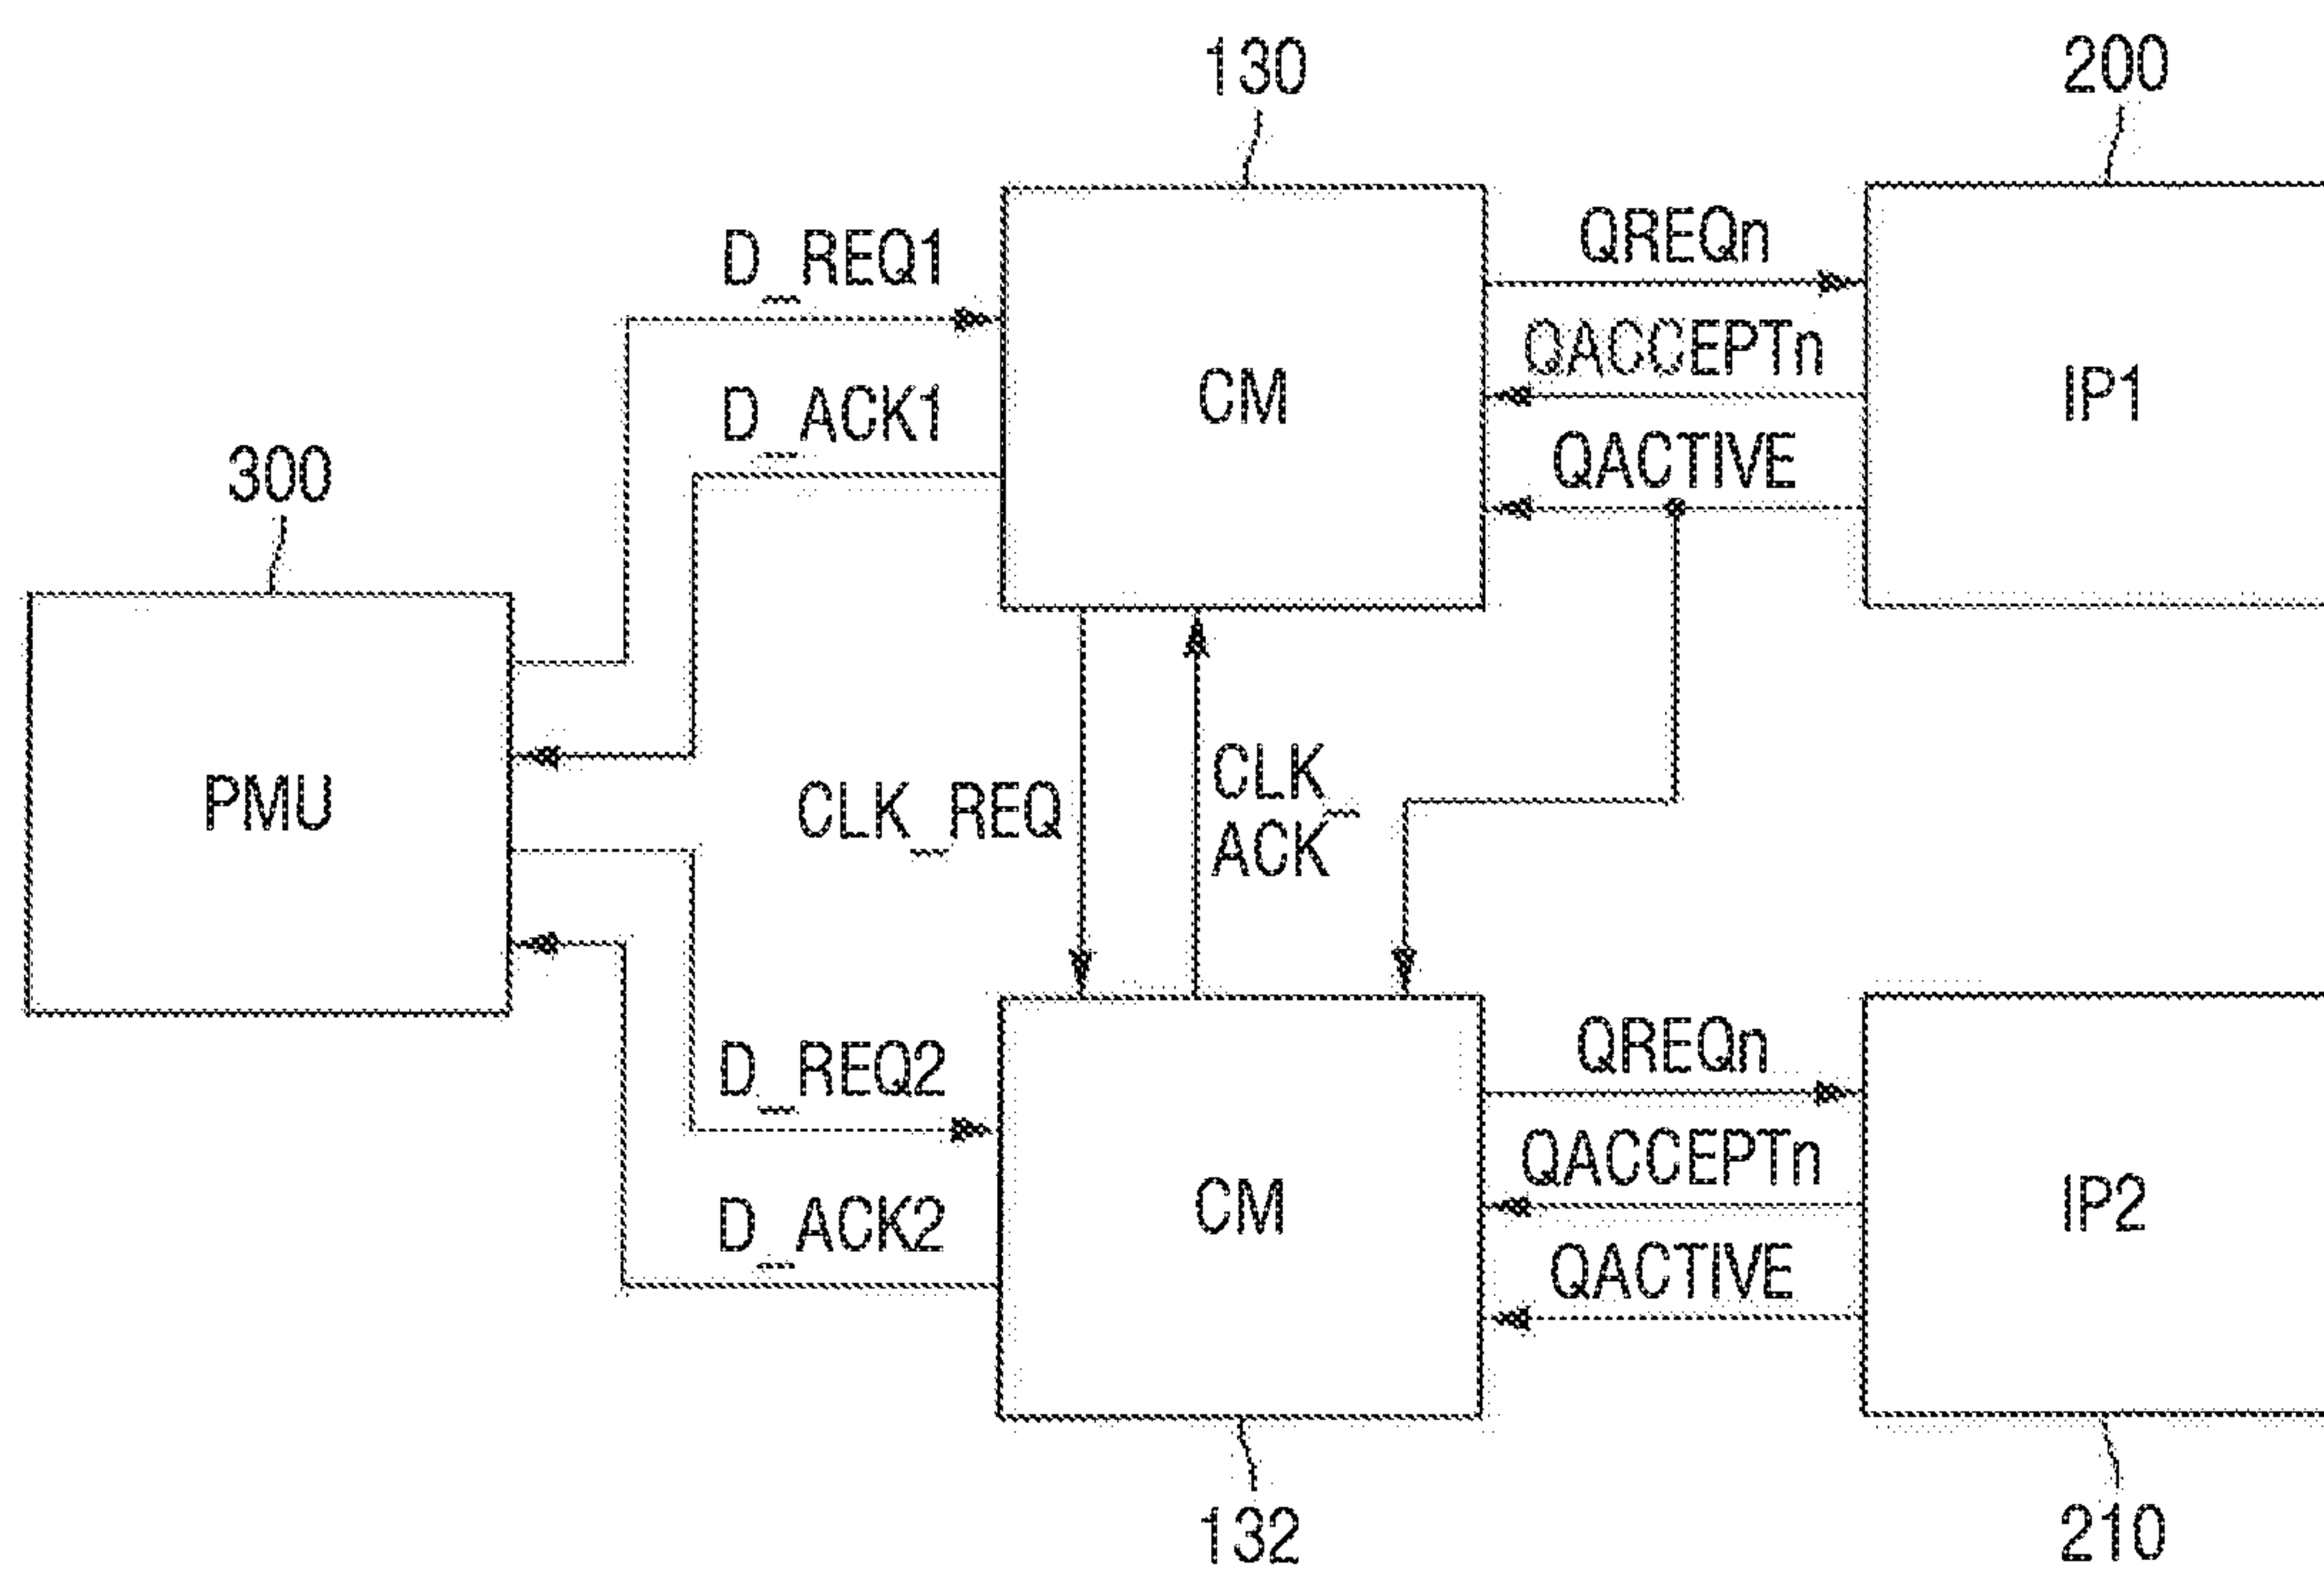 130
200
D_REQ1
QREQn
QACCEPTn
D_ACK1
CM
IP1
QACTIVE
300
PMU
CLK_REQ
CLK_
ACK
D_REQ2
QREQn
QACCEPTn
D_ACK2
CM
IP2
QACTIVE
132
210